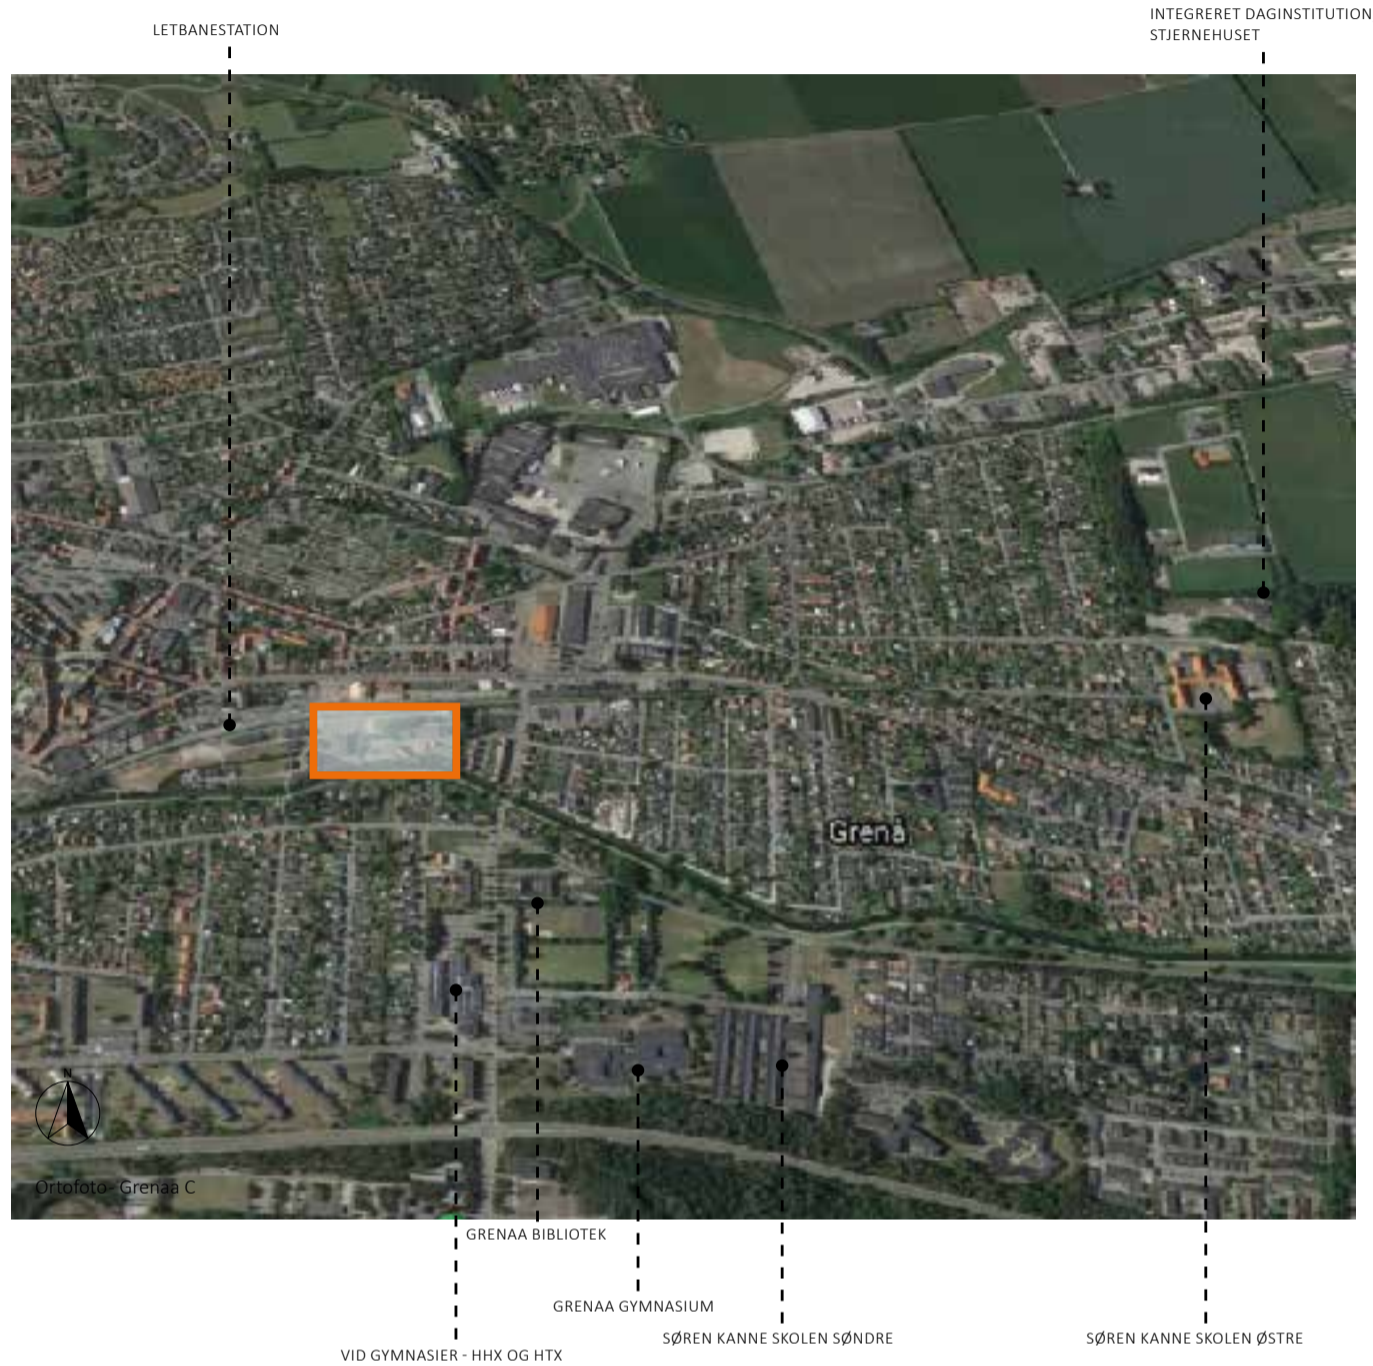 LETBANESTATION
INTEGRERET DAGINSTITUTION
STJERNEHUSET
Grenå
N
Ortofoto- Grenaa C
GRENAA BIBLIOTEK
GRENAA GYMNASIUM
SØREN KANNE SKOLEN SØNDRE
SØREN KANNE SKOLEN ØSTRE
VID GYMNASIER - HHX OG HTX